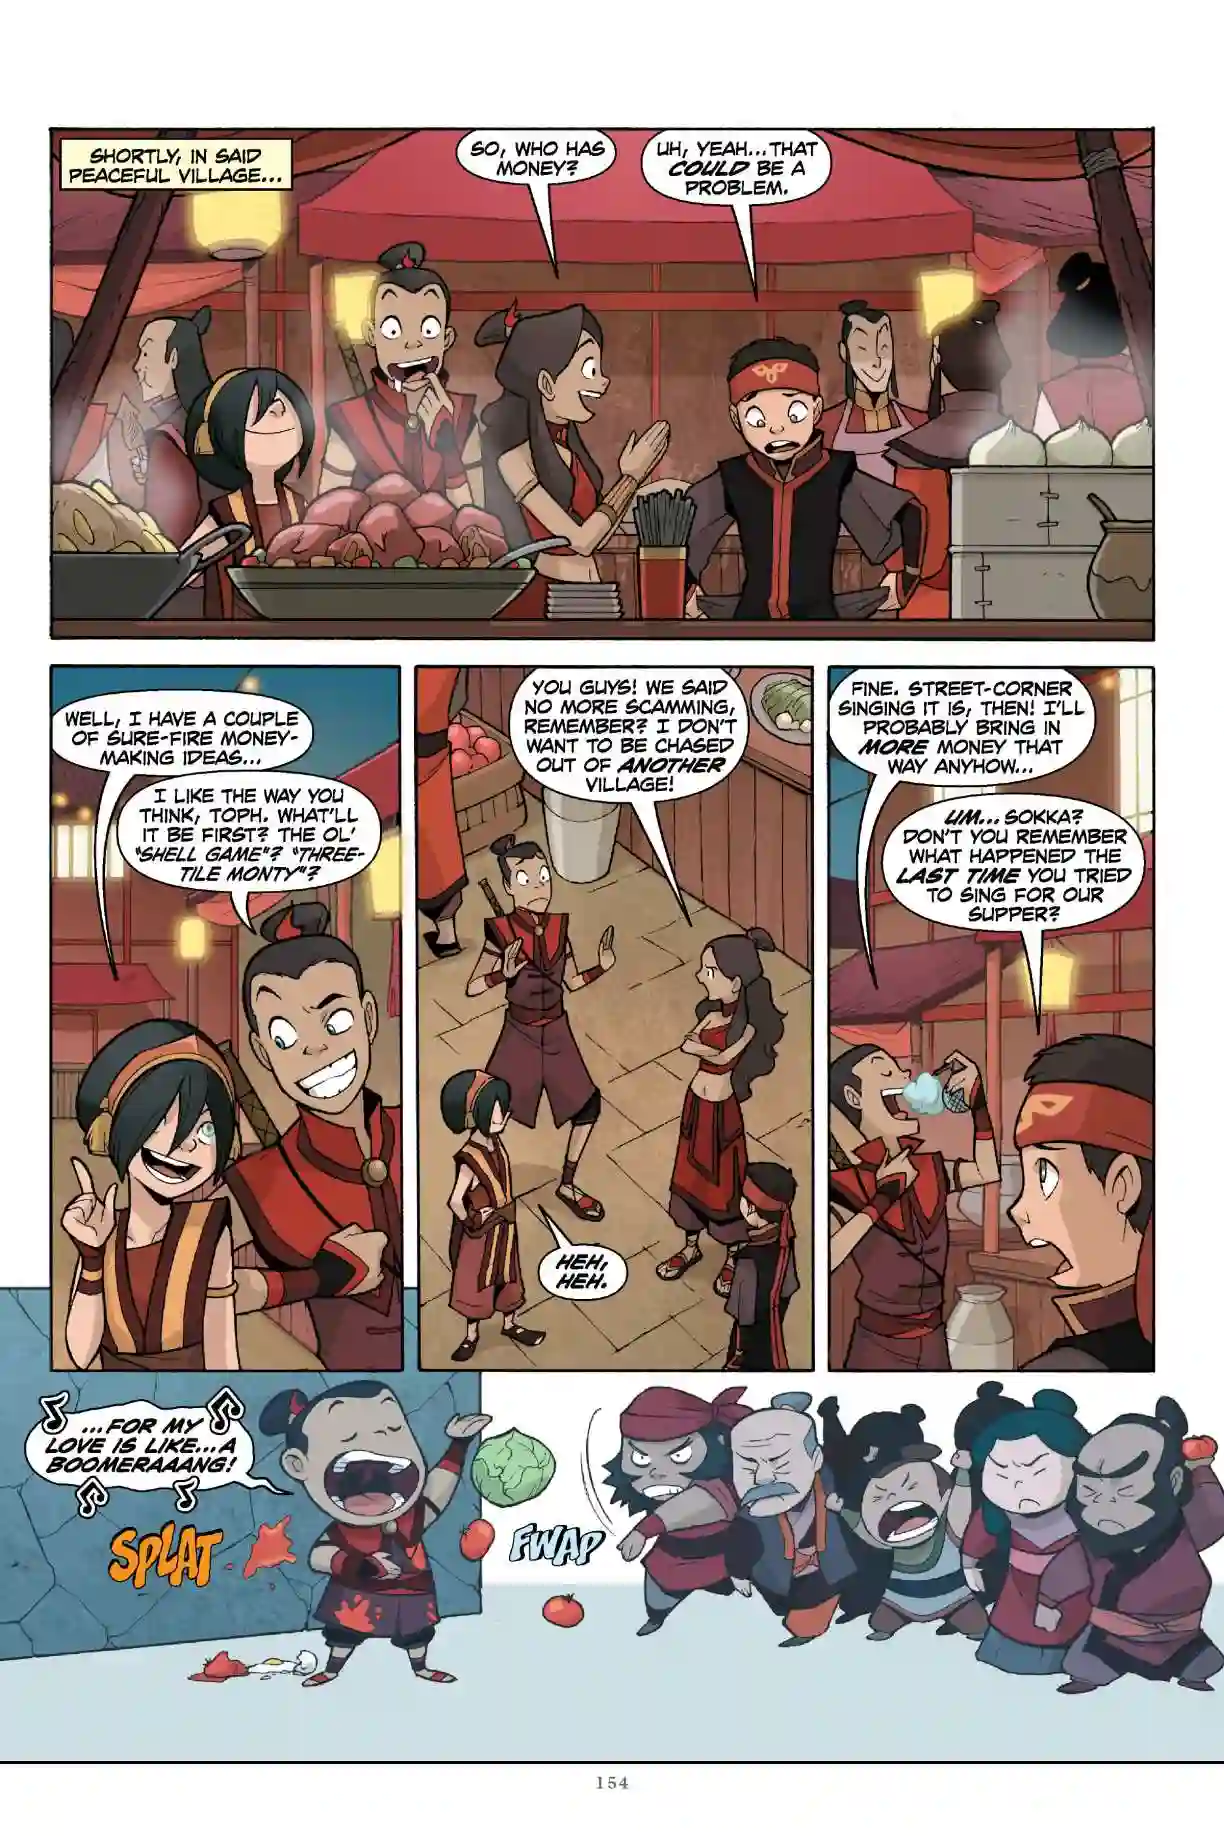 SHORTLY, IN SAID
PEACEFUL VILLAGE...
SO, WHO HAS
MONEY?
UH, YEAH...THAT
COULD BE A
PROBLEM.
WELL, I HAVE A COUPLE
OF SURE-FIRE MONEY-
MAKING IDEAS...
I LIKE THE WAY YOU
THINK, TOPH. WHAT'LL
IT BE FIRST? THE OL'
"SHELL GAME"? "THREE-
TILE MONTY"?
YOU GUYS! WE SAID
NO MORE SCAMMING,
REMEMBER? I DON'T
WANT TO BE CHASED
OUT OF ANOTHER
VILLAGE!
HEH,
HEH.
FINE. STREET-CORNER
SINGING IT IS, THEN! I'LL
PROBABLY BRING IN
MORE MONEY THAT
WAY ANYHOW...
UM... SOKKA?
DON'T YOU REMEMBER
WHAT HAPPENED THE
LAST TIME YOU TRIED
TO SING FOR OUR
SUPPER?
...FOR MY
LOVE IS LIKE...A
BOOMERAAANG!
SPLAT
FWAP
154